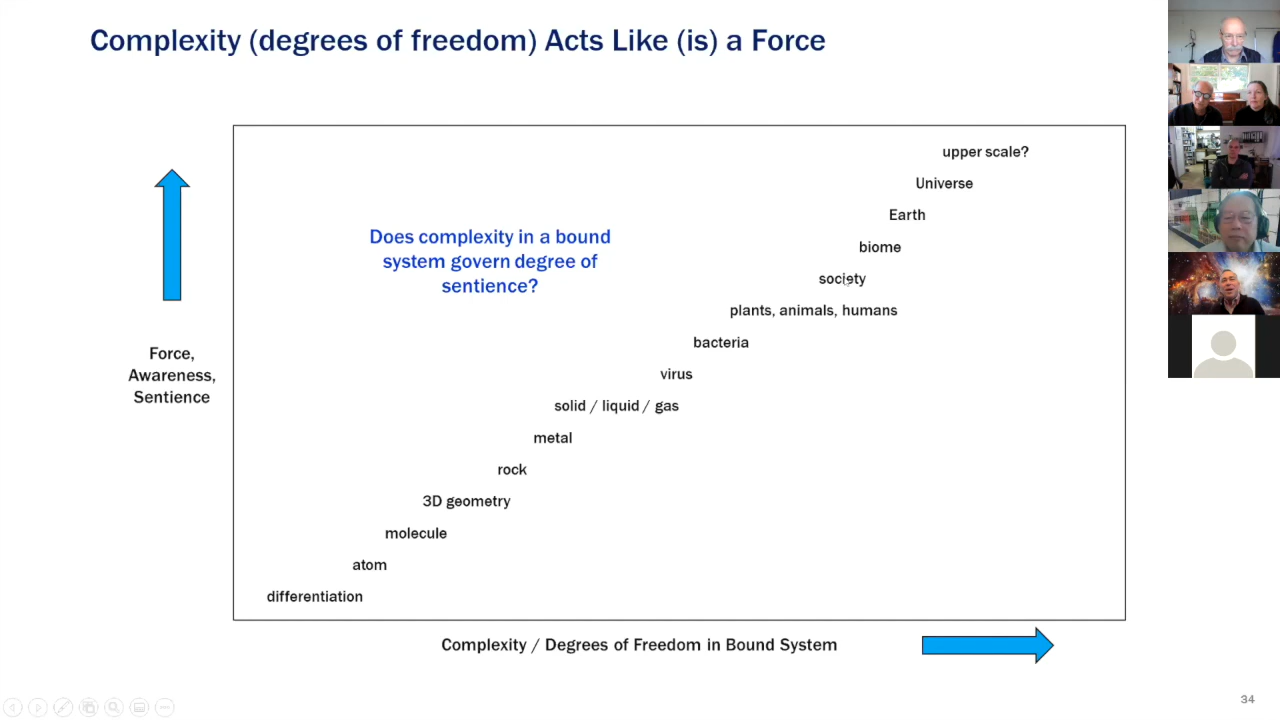 Complexity (degrees of freedom) Acts Like (is) a Force
upper scale?
Universe
Earth
biome
society
plants, animals, humans
bacteria
virus
solid / liquid / gas
metal
rock
3D geometry
molecule
atom
differentiation
Does complexity in a bound
system govern degree of
sentience?
Force,
Awareness,
Sentience
Complexity / Degrees of Freedom in Bound System
34